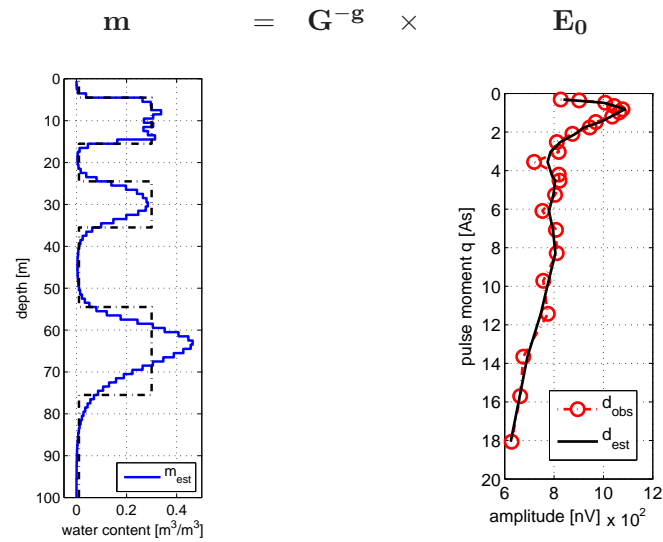 m = G⁻ᵍ × E₀
0
10
20
30
40
50
60
70
80
90
100
depth [m]
0 0.2 0.4
water content [m³/m³]
m_est
0
2
4
6
8
10
12
14
16
18
20
pulse moment q [As]
6 8 10 12
amplitude [nV] x 10²
d_obs
d_est